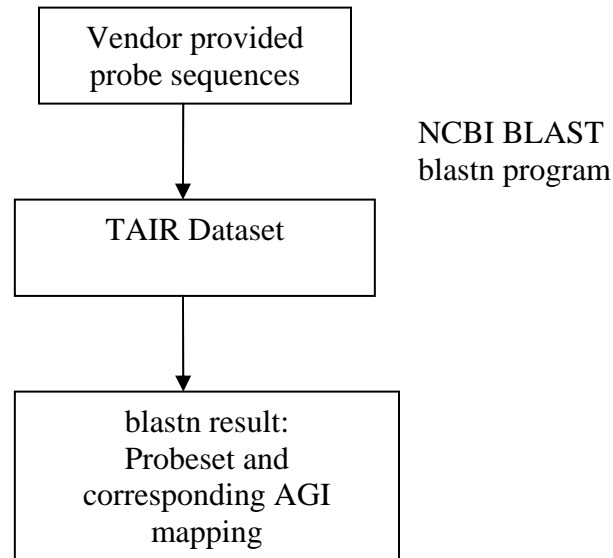 Vendor provided
probe sequences
NCBI BLAST
blastn program
TAIR Dataset
blastn result:
Probeset and
corresponding AGI
mapping